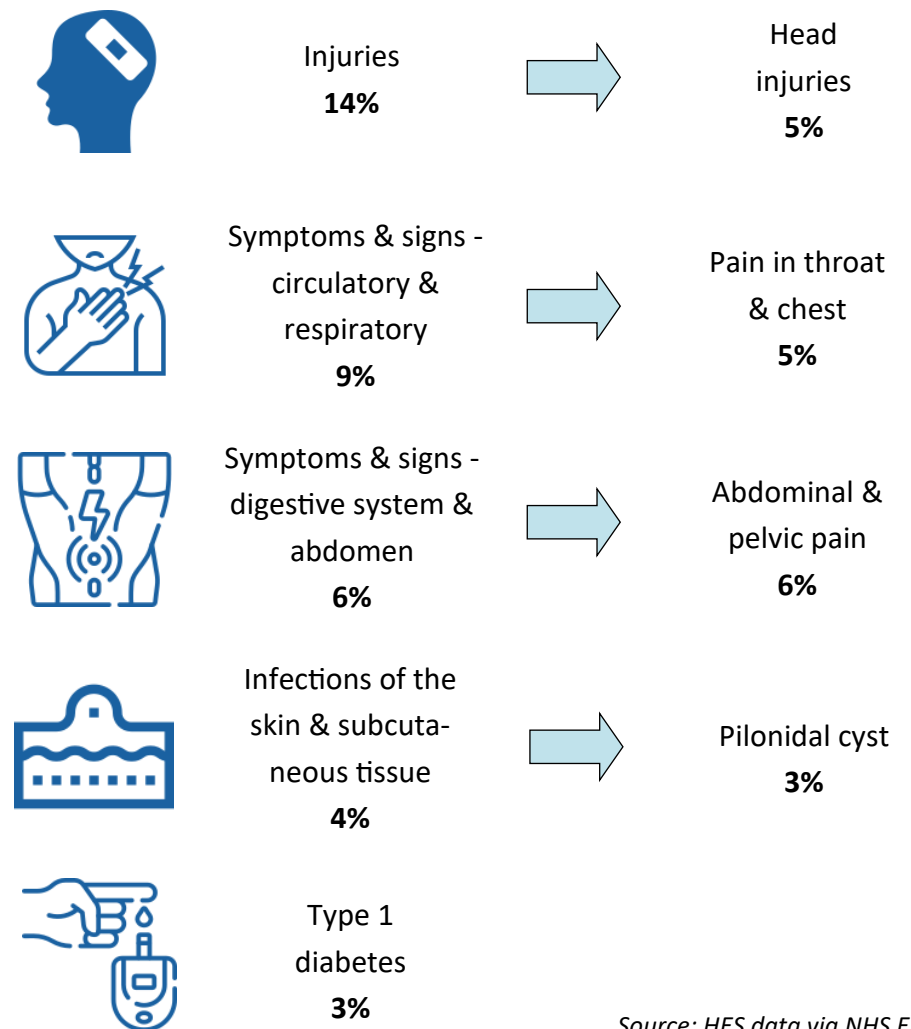 Injuries
14%
Head
injuries
5%
Symptoms & signs -
circulatory &
respiratory
9%
Pain in throat
& chest
5%
Symptoms & signs -
digestive system &
abdomen
6%
Abdominal &
pelvic pain
6%
Infections of the
skin & subcuta-
neous tissue
4%
Pilonidal cyst
3%
Type 1
diabetes
3%
Source: HES data via NHS E